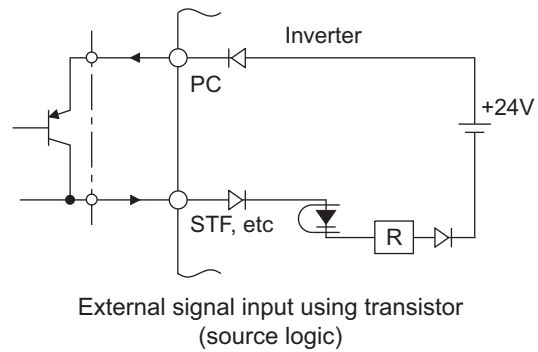 Inverter
PC
+24V
STF, etc
R
External signal input using transistor
(source logic)